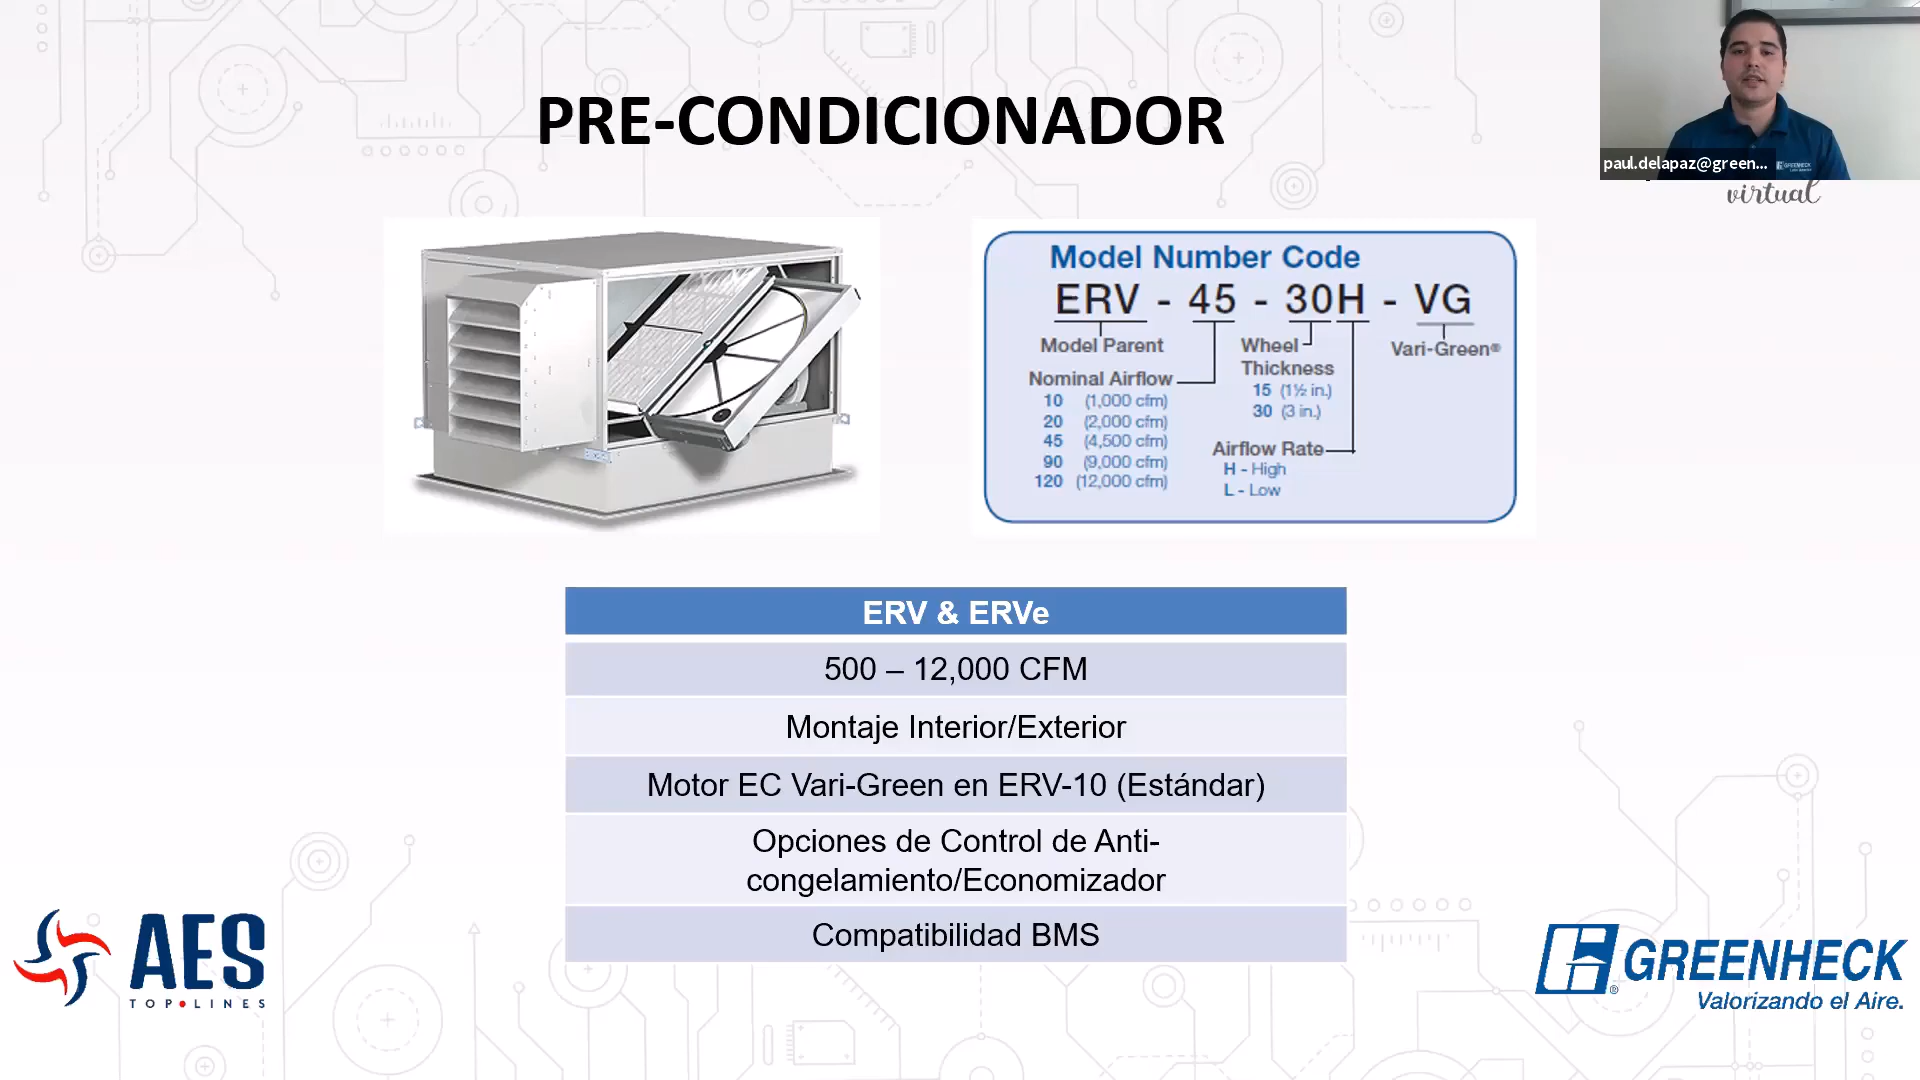 PRE-CONDICIONADOR
paul.delapaz@green...
GREENHECK
virtual
Model Number Code
ERV - 45 - 30H - VG
Model Parent
Nominal Airflow
10 (1,000 cfm)
20 (2,000 cfm)
45 (4,500 cfm)
90 (9,000 cfm)
120 (12,000 cfm)
Wheel
Thickness
15 (1½ in.)
30 (3 in.)
Airflow Rate
H - High
L - Low
Vari-Green®
ERV & ERVe
500 – 12,000 CFM
Montaje Interior/Exterior
Motor EC Vari-Green en ERV-10 (Estándar)
Opciones de Control de Anti-
congelamiento/Economizador
Compatibilidad BMS
AES
TOP•LINES
GREENHECK
®
Valorizando el Aire.